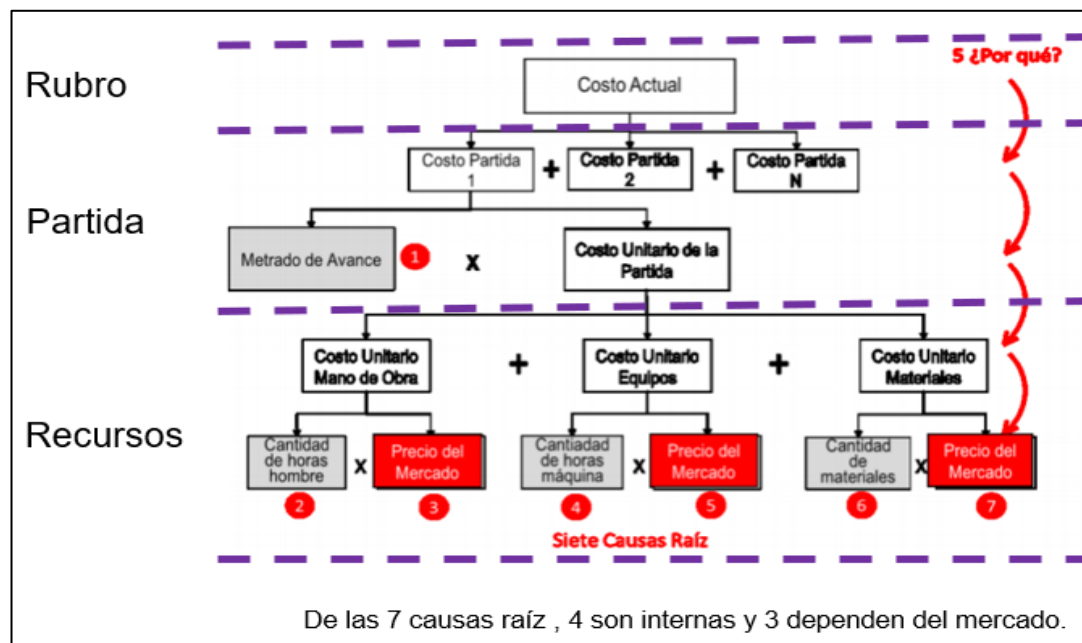 5 ¿Por qué?
Rubro
Costo Actual
Costo Partida
1
+
Costo Partida
2
+
Costo Partida
N
Partida
Metrado de Avance
1
x
Costo Unitario de la
Partida
Costo Unitario
Mano de Obra
+
Costo Unitario
Equipos
+
Costo Unitario
Materiales
Recursos
Cantidad
de horas
hombre
x
Precio del
Mercado
Cantiadad
de horas
máquina
x
Precio del
Mercado
Cantidad
de
materiales
x
Precio del
Mercado
2
3
4
5
6
7
Siete Causas Raíz
De las 7 causas raíz , 4 son internas y 3 dependen del mercado.